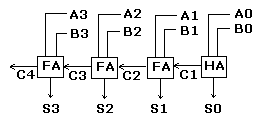 A3 A2 A1 A0
B3 B2 B1 B0
FA FA FA HA
C4 C3 C2 C1
S3 S2 S1 S0